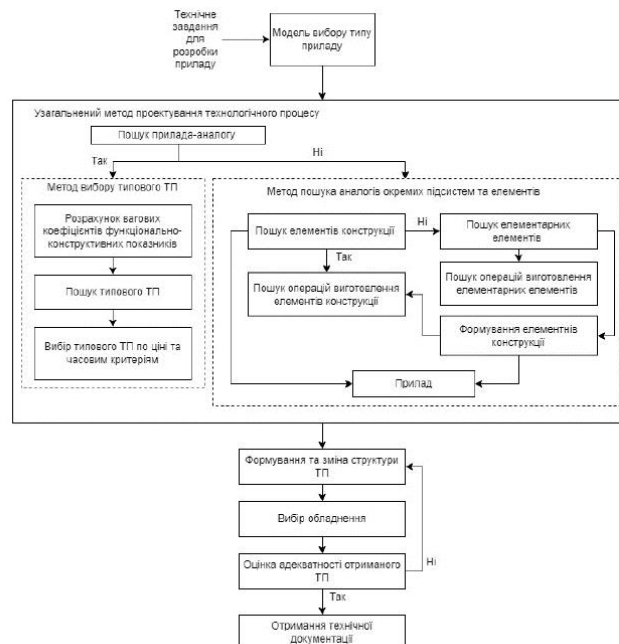 Технічне
завдання
для
розробки
приладу
Модель вибору типу
приладу
Узагальнений метод проектування технологічного процесу
Пошук прилада-аналогу
Так
Ні
Метод вибору типового ТП
Розрахунок вагових
коефіцієнтів функціонально-
конструктивних показників
Пошук типового ТП
Вибір типового ТП по ціні та
часовим критеріям
Метод пошука аналогів окремих підсистем та елементів
Пошук елементів конструкції
Ні
Пошук елементарних
елементів
Так
Пошук операцій виготовлення
елементів конструкції
Пошук операцій виготовлення
елементарних елементів
Формування елементнів
конструкції
Прилад
Формування та зміна структури
ТП
Вибір обладнення
Оцінка адекватності отриманого
ТП
Ні
Так
Отримання технічної
документації